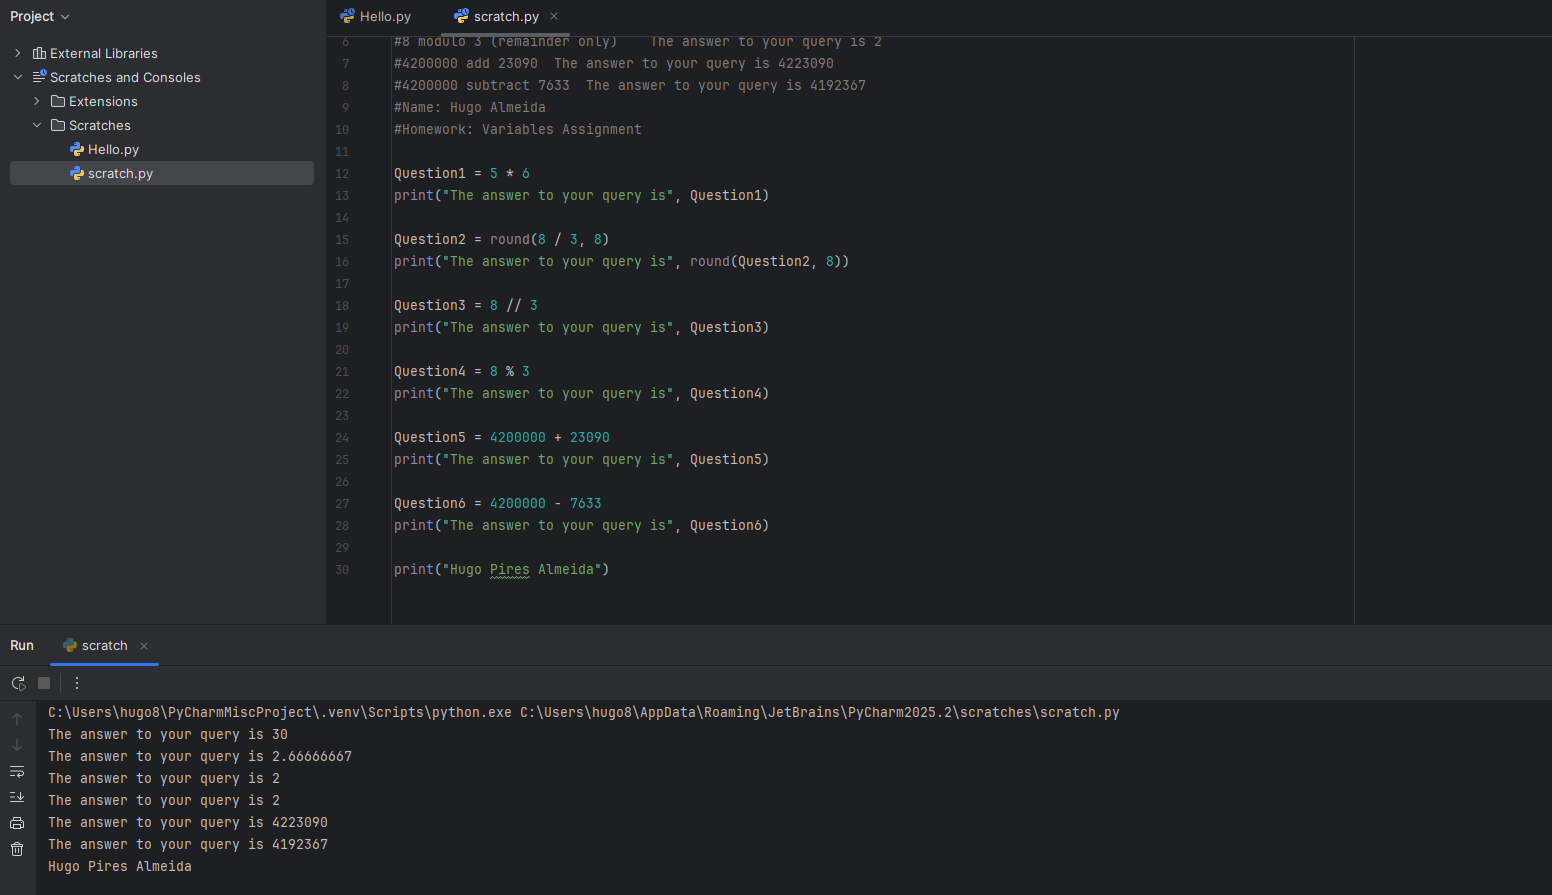 Project
External Libraries
Scratches and Consoles
Extensions
Scratches
Hello.py
scratch.py
Hello.py
scratch.py
6 #8 modulo 3 (remainder only)    The answer to your query is 2
7 #4200000 add 23090  The answer to your query is 4223090
8 #4200000 subtract 7633  The answer to your query is 4192367
9 #Name: Hugo Almeida
10 #Homework: Variables Assignment
11
12 Question1 = 5 * 6
13 print("The answer to your query is", Question1)
14
15 Question2 = round(8 / 3, 8)
16 print("The answer to your query is", round(Question2, 8))
17
18 Question3 = 8 // 3
19 print("The answer to your query is", Question3)
20
21 Question4 = 8 % 3
22 print("The answer to your query is", Question4)
23
24 Question5 = 4200000 + 23090
25 print("The answer to your query is", Question5)
26
27 Question6 = 4200000 - 7633
28 print("The answer to your query is", Question6)
29
30 print("Hugo Pires Almeida")
Run scratch
C:\Users\hugo8\PyCharmMiscProject\.venv\Scripts\python.exe C:\Users\hugo8\AppData\Roaming\JetBrains\PyCharm2025.2\scratches\scratch.py
The answer to your query is 30
The answer to your query is 2.66666667
The answer to your query is 2
The answer to your query is 2
The answer to your query is 4223090
The answer to your query is 4192367
Hugo Pires Almeida